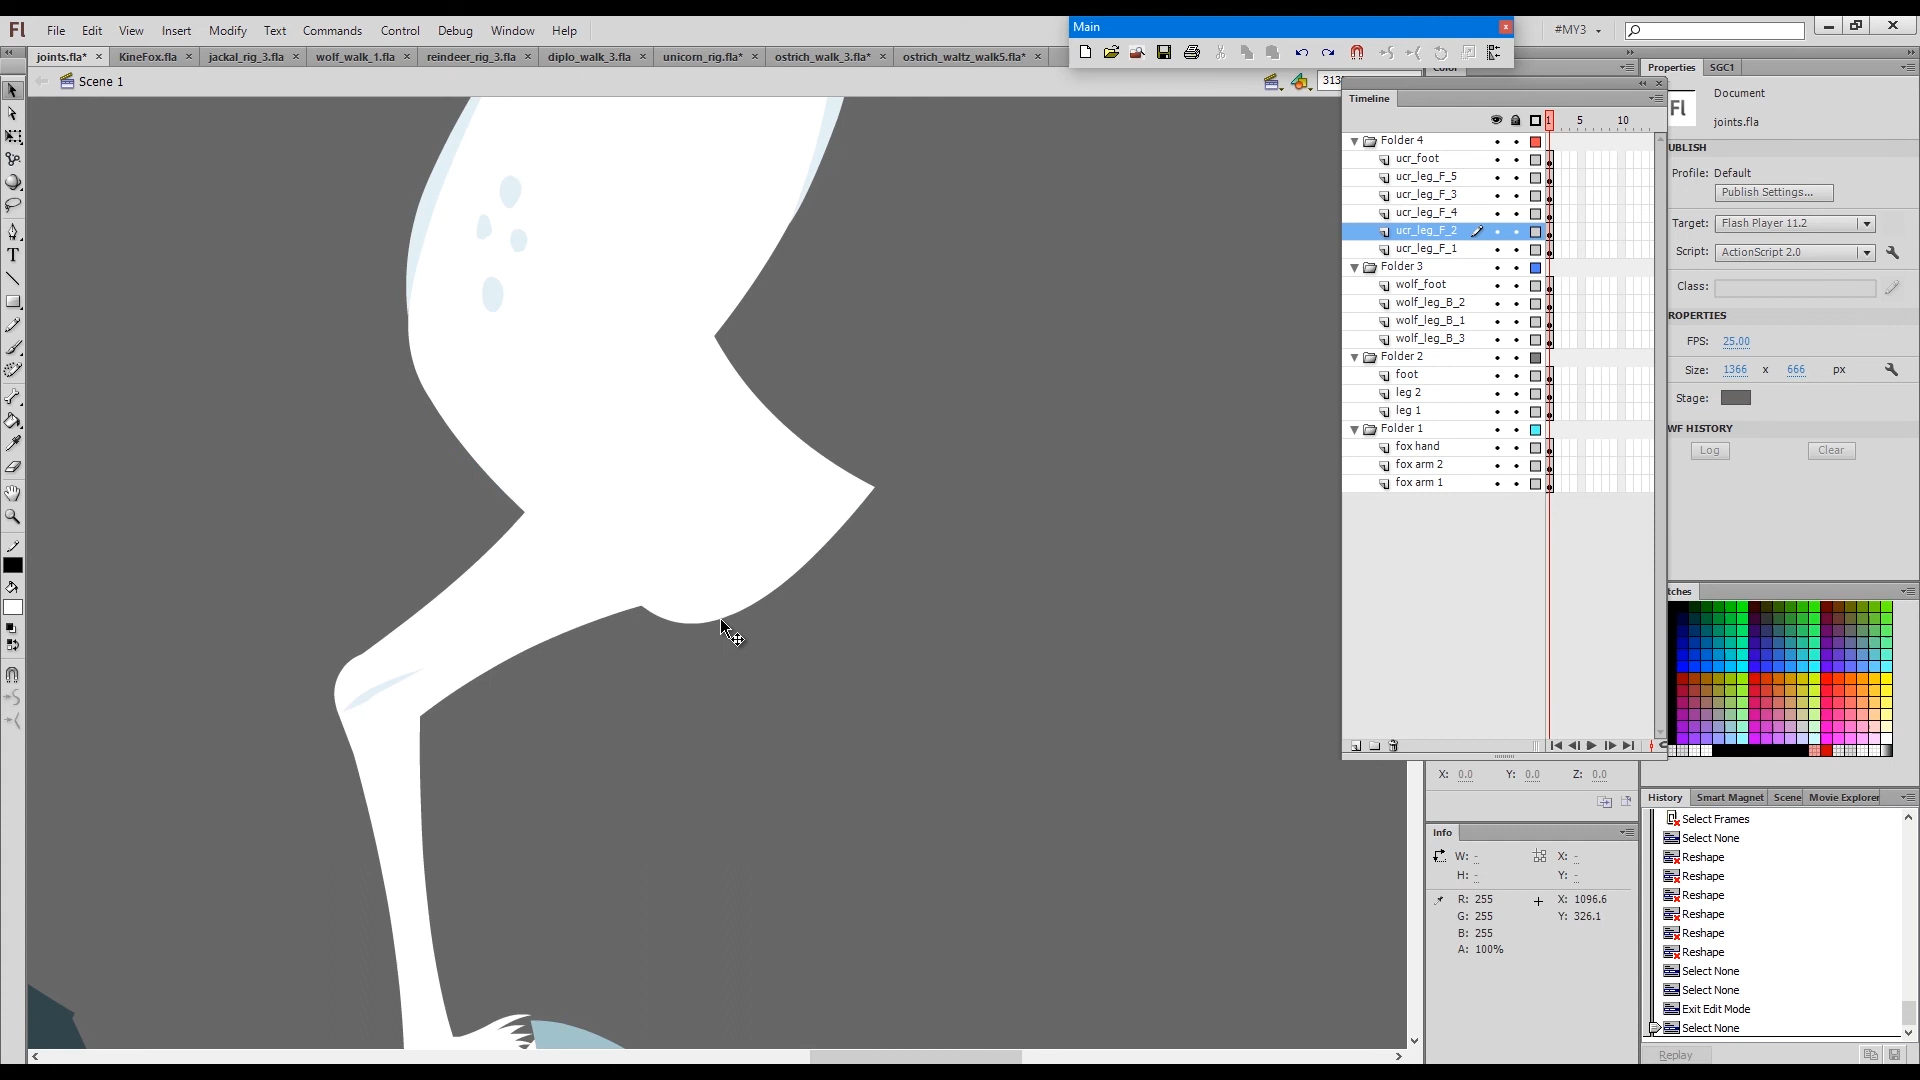 Main
Fl File Edit View Insert Modify Text Commands Control Debug Window Help
#MY3
joints.fla* × KineFox.fla × jackal_rig_3.fla × wolf_walk_1.fla × reindeer_rig_3.fla × diplo_walk_3.fla × unicorn_rig.fla* × ostrich_walk_3.fla* × ostrich_waltz_walk5.fla* ×
Scene 1
313
Color
Timeline
1 5 10
Folder 4
ucr_foot
ucr_leg_F_5
ucr_leg_F_3
ucr_leg_F_4
ucr_leg_F_2
ucr_leg_F_1
Folder 3
wolf_foot
wolf_leg_B_2
wolf_leg_B_1
wolf_leg_B_3
Folder 2
foot
leg 2
leg 1
Folder 1
fox hand
fox arm 2
fox arm 1
Properties SGC1
Fl
Document
joints.fla
UBLISH
Profile: Default
Publish Settings...
Target: Flash Player 11.2
Script: ActionScript 2.0
Class:
ROPERTIES
FPS: 25.00
Size: 1366 x 666 px
Stage:
WF HISTORY
Log Clear
tches
X: 0.0 Y: 0.0 Z: 0.0
Info
W: - X: -
H: - Y: -
R: 255 X: 1096.6
G: 255 Y: 326.1
B: 255
A: 100%
History Smart Magnet Scene Movie Explorer
Select Frames
Select None
Reshape
Reshape
Reshape
Reshape
Reshape
Reshape
Select None
Select None
Exit Edit Mode
Select None
Replay